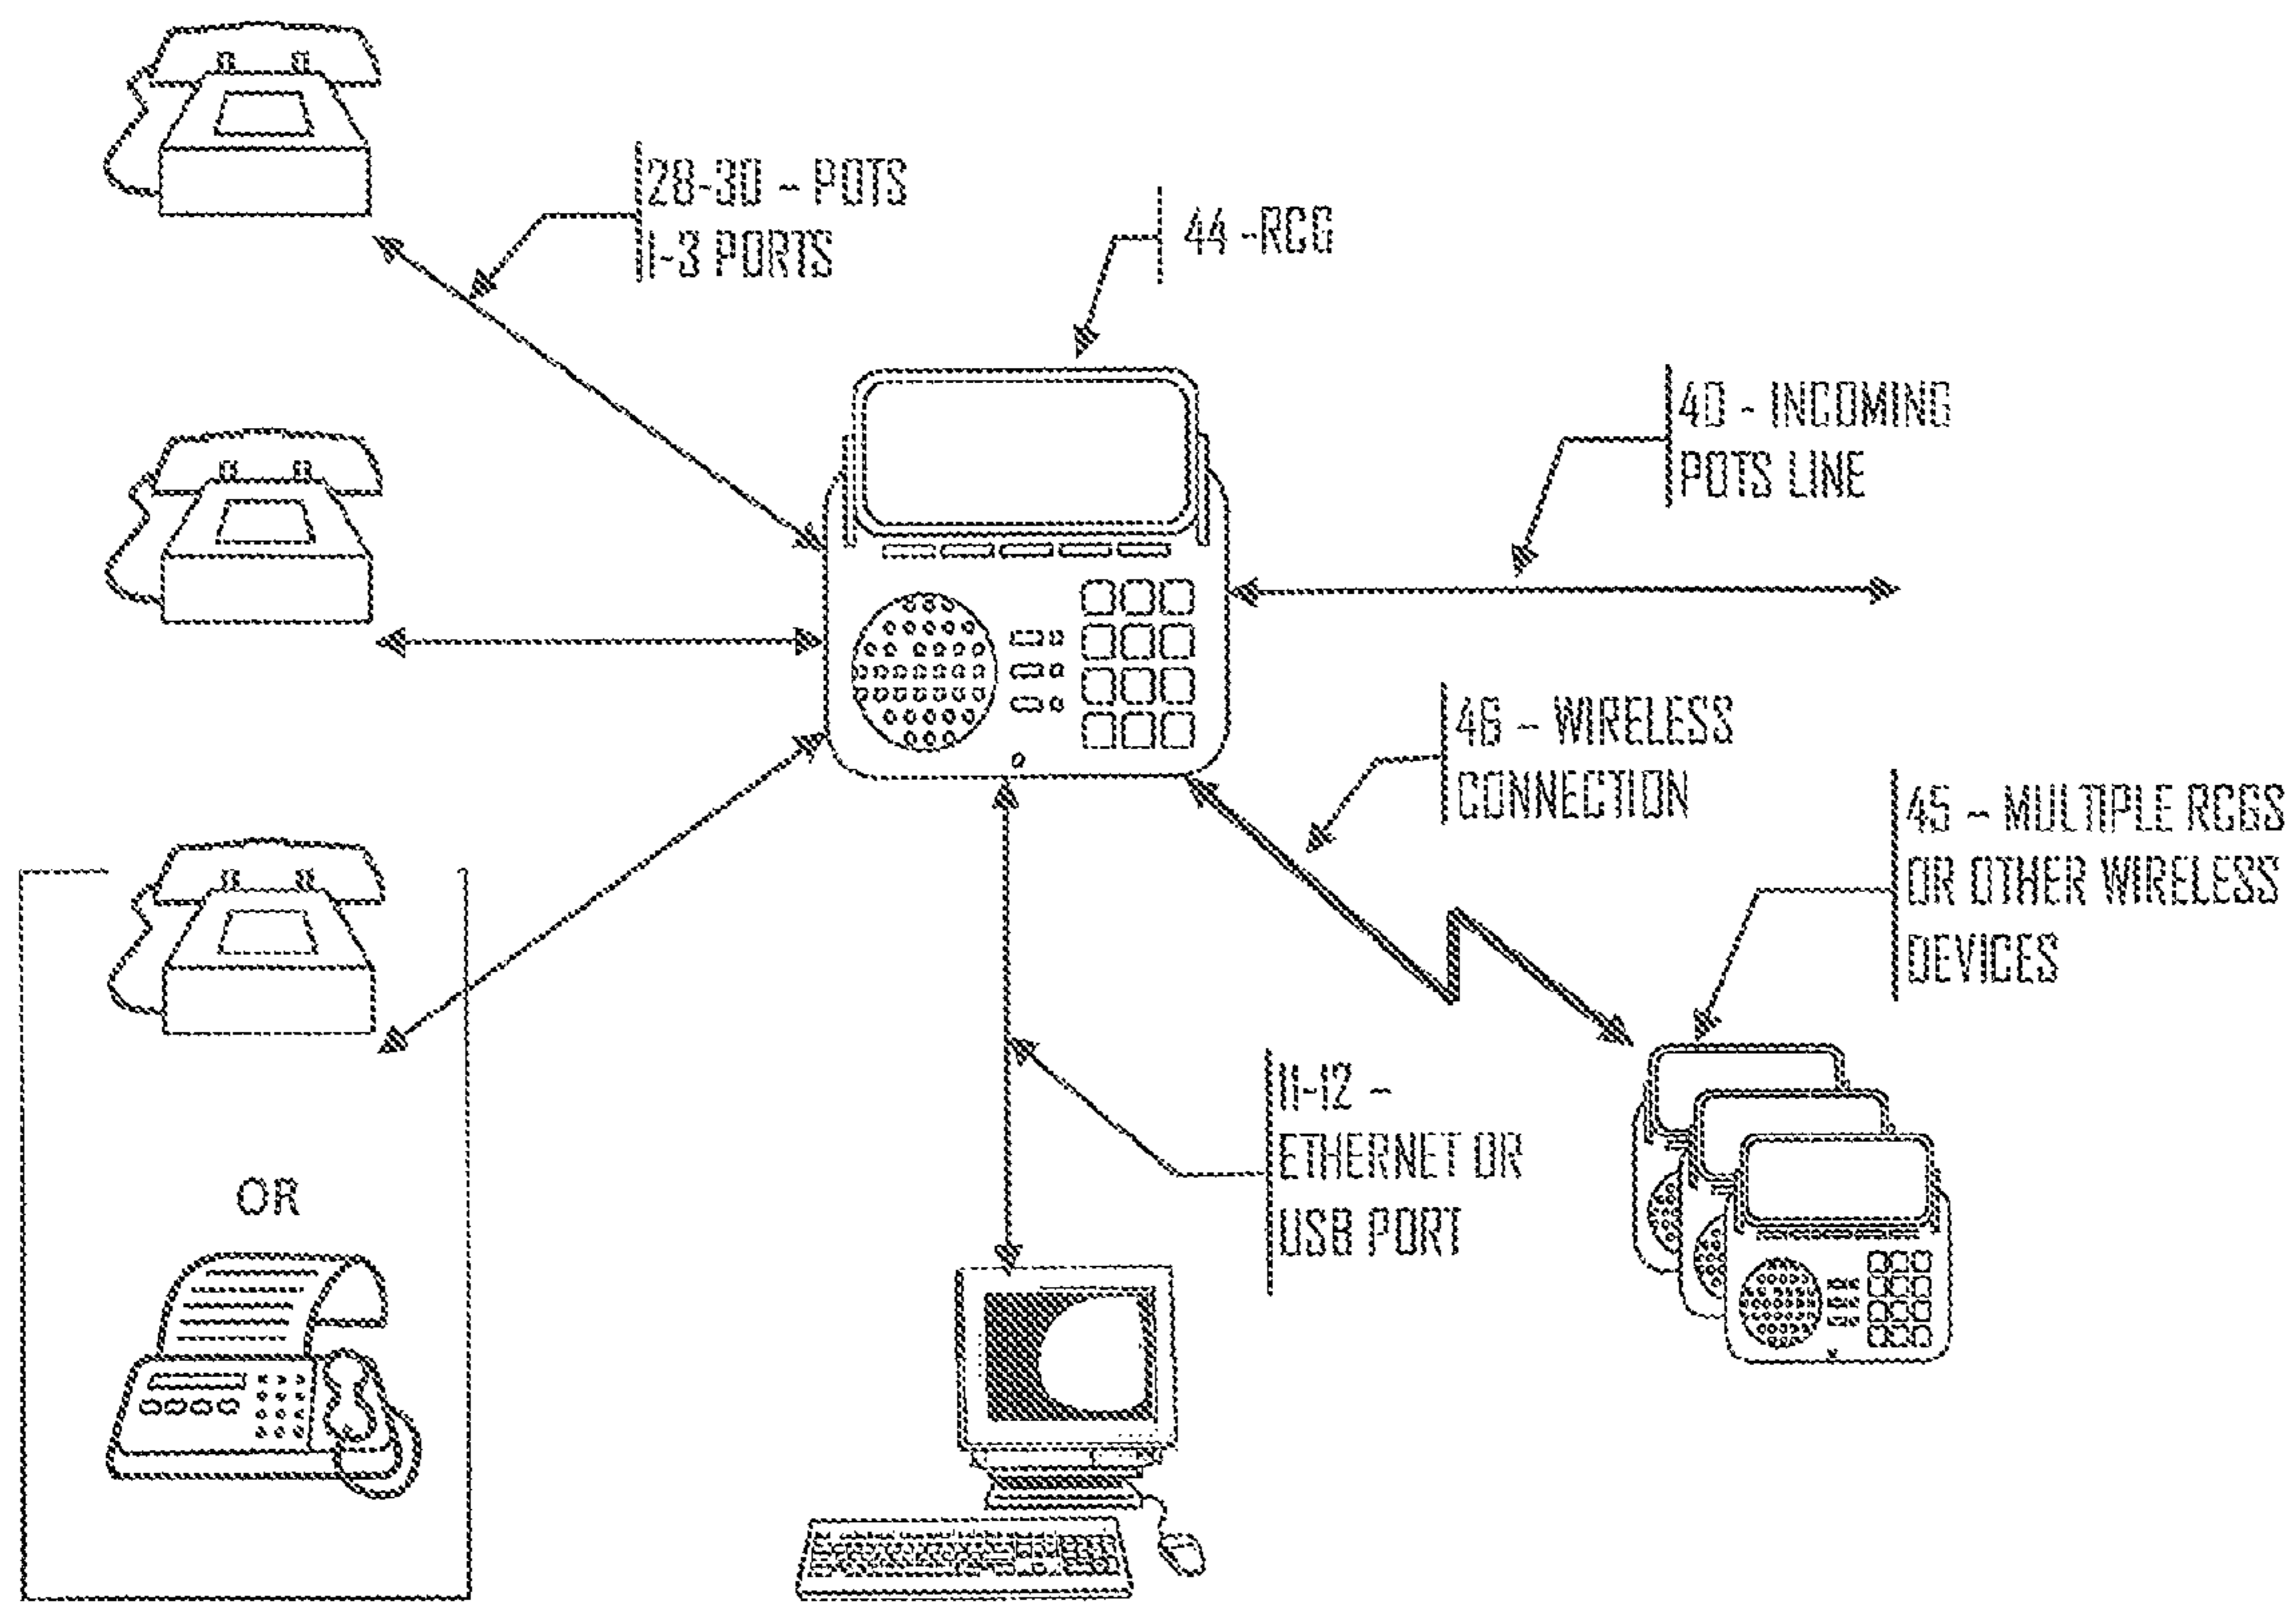 28-30 - POTS
1-3 PORTS
44 -RCG
40 - INCOMING
POTS LINE
46 - WIRELESS
CONNECTION
45 - MULTIPLE RCGS
OR OTHER WIRELESS
DEVICES
11-12 -
ETHERNET OR
USB PORT
OR